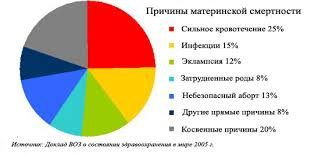 Причины материнской смертности
Сильное кровотечение 25%
Инфекции 15%
Эклампсия 12%
Затрудненные роды 8%
Небезопасный аборт 13%
Другие прямые причины 8%
Косвенные причины 20%
Источник: Доклад ВОЗ о состоянии здравоохранения в мире 2005 г.